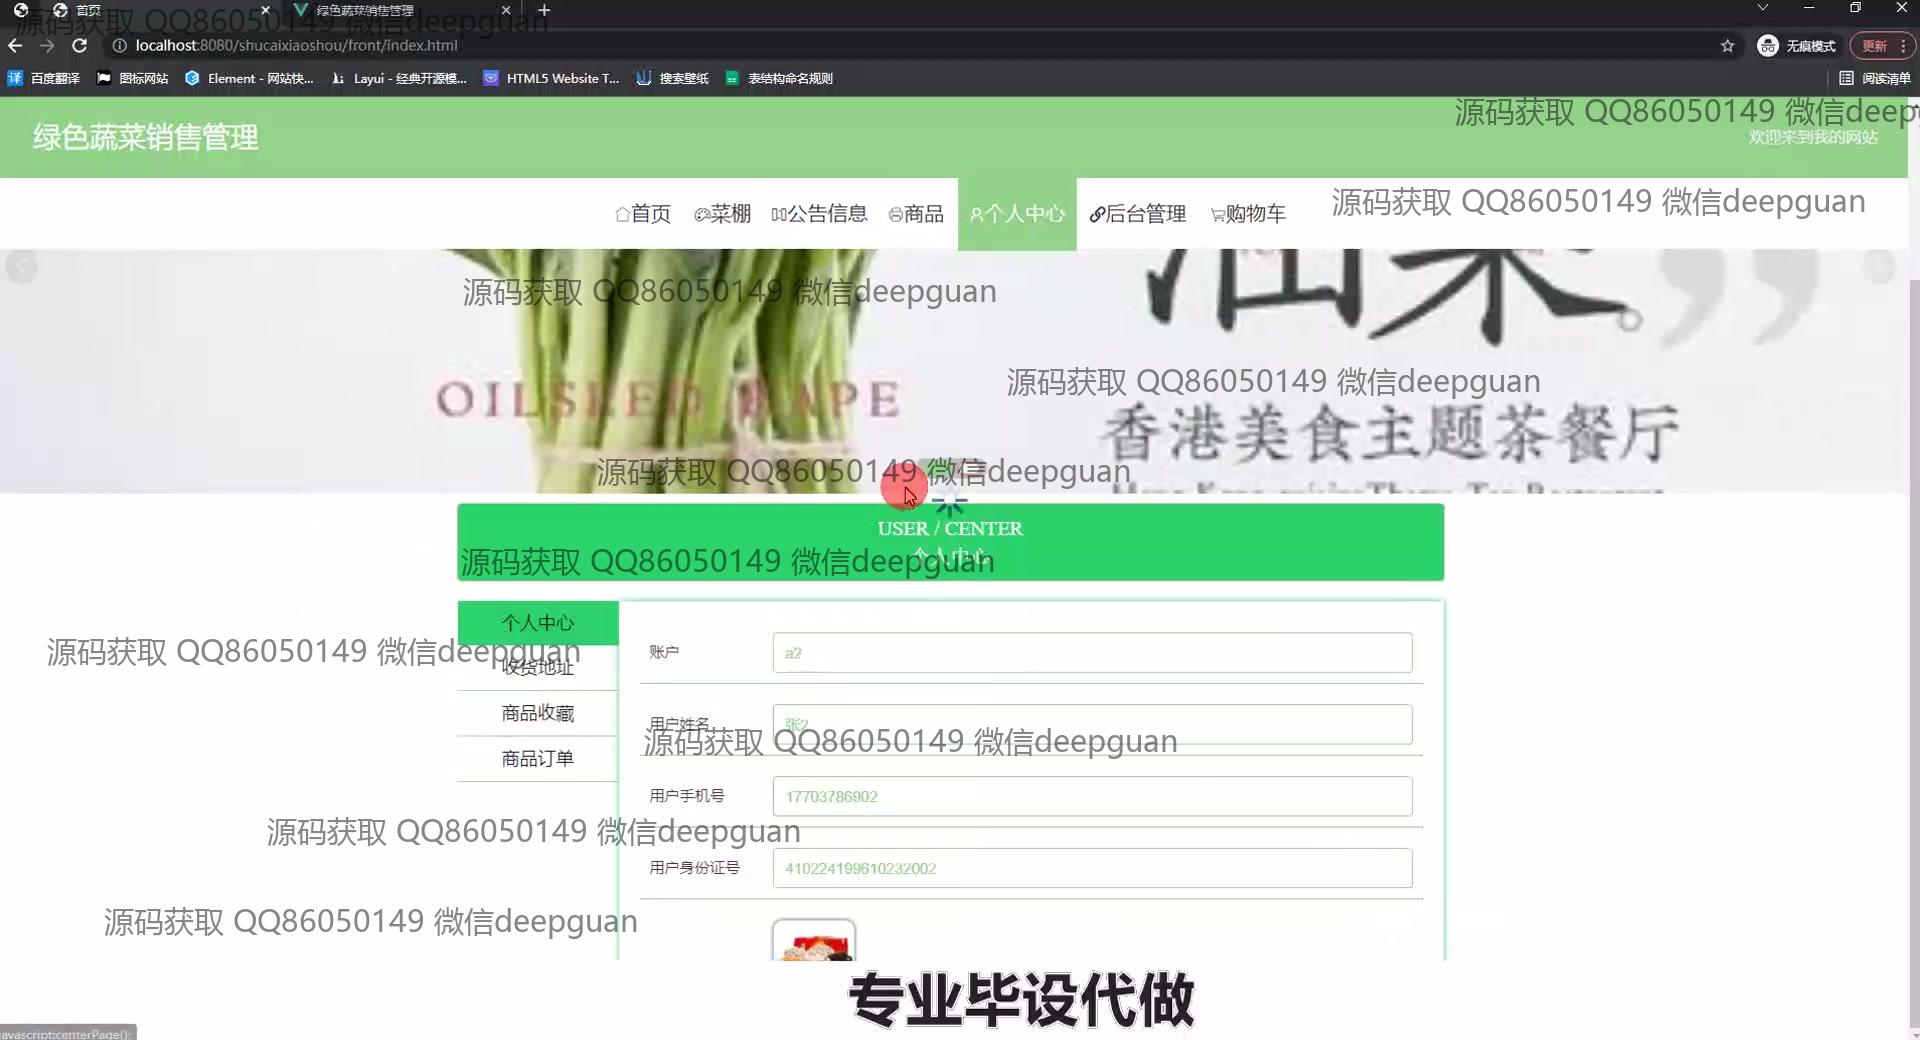 首页
绿色蔬菜销售管理
源码获取 QQ86050149 微信deepguan
localhost:8080/shucaixiaoshou/front/index.html
无痕模式
更新
百度翻译
图标网站
Element - 网站快...
Layui - 经典开源模...
HTML5 Website T...
搜索壁纸
表结构命名规则
阅读清单
源码获取 QQ86050149 微信deepg
绿色蔬菜销售管理
欢迎来到我的网站
首页
菜棚
公告信息
商品
个人中心
后台管理
购物车
源码获取 QQ86050149 微信deepguan
油菜
源码获取 QQ86050149 微信deepguan
OILSEED RAPE
源码获取 QQ86050149 微信deepguan
香港美食主题茶餐厅
源码获取 QQ86050149 微信deepguan
USER / CENTER
个人中心
源码获取 QQ86050149 微信deepguan
个人中心
收货地址
商品收藏
商品订单
源码获取 QQ86050149 微信deepguan
账户
a2
用户姓名
张2
源码获取 QQ86050149 微信deepguan
用户手机号
17703786902
源码获取 QQ86050149 微信deepguan
用户身份证号
410224199610232002
源码获取 QQ86050149 微信deepguan
专业毕设代做
javascript:centerPage();